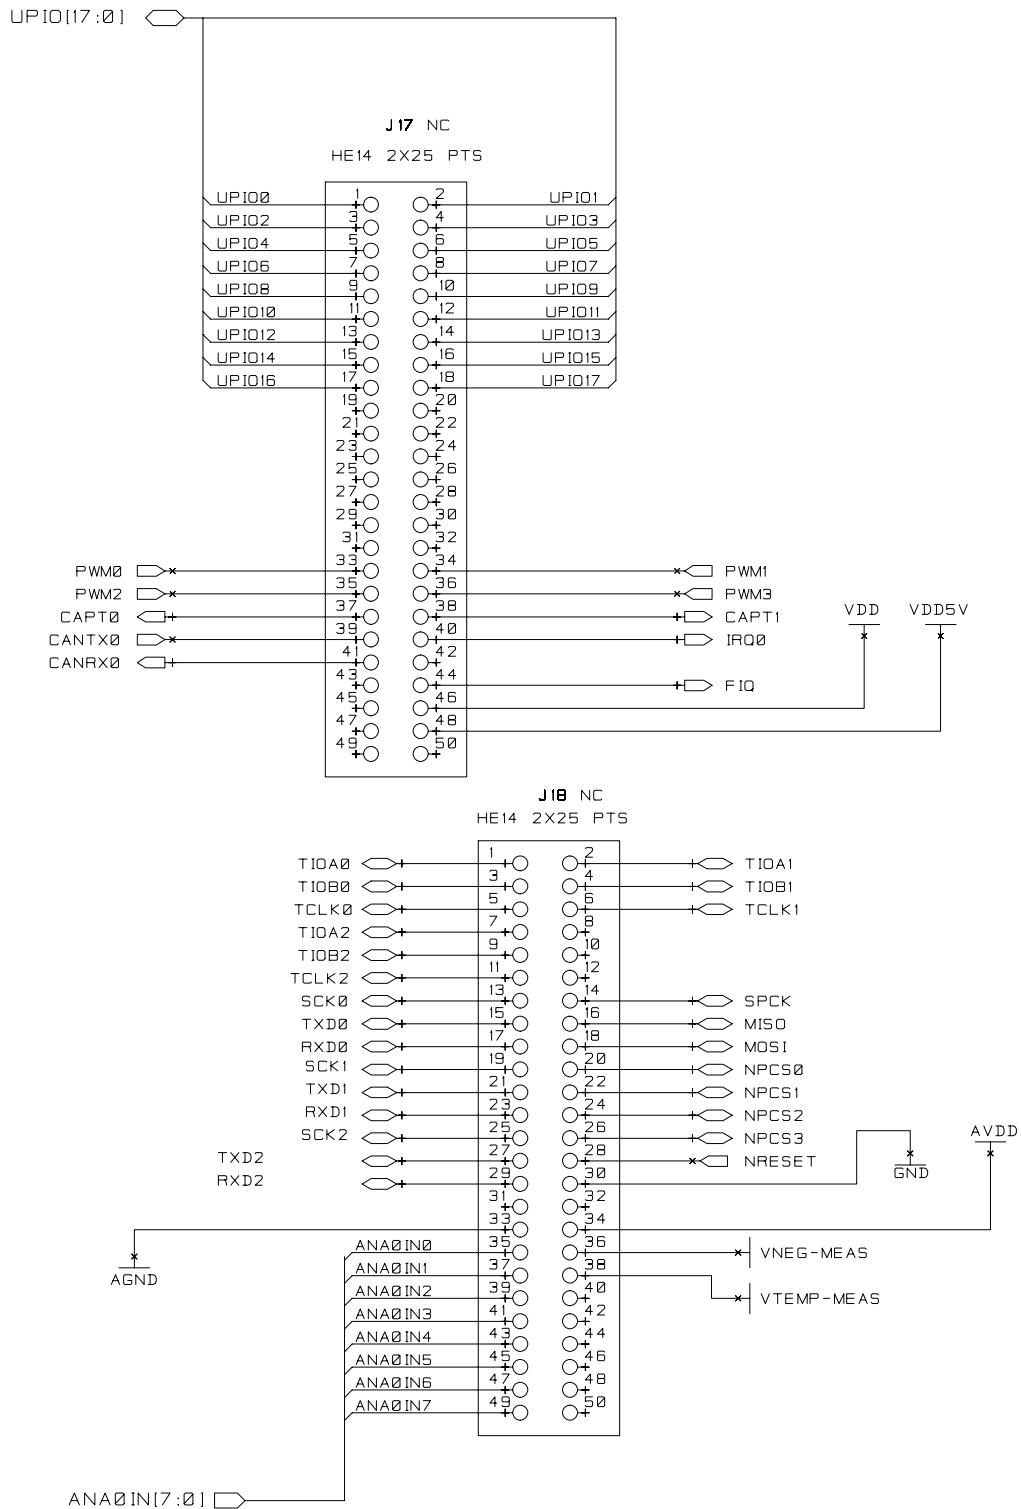 UPIO[17:0]
J17 NC
HE14 2X25 PTS
UPIO0 1 2 UPIO1
UPIO2 3 4 UPIO3
UPIO4 5 6 UPIO5
UPIO6 7 8 UPIO7
UPIO8 9 10 UPIO9
UPIO10 11 12 UPIO11
UPIO12 13 14 UPIO13
UPIO14 15 16 UPIO15
UPIO16 17 18 UPIO17
19 20
21 22
23 24
25 26
27 28
29 30
31 32
PWM0 33 34 PWM1
PWM2 35 36 PWM3
CAPT0 37 38 CAPT1 VDD VDD5V
CANTX0 39 40 IRQ0
CANRX0 41 42
43 44 FIQ
45 46
47 48
49 50
J18 NC
HE14 2X25 PTS
TIOA0 1 2 TIOA1
TIOB0 3 4 TIOB1
TCLK0 5 6 TCLK1
TIOA2 7 8
TIOB2 9 10
TCLK2 11 12
SCK0 13 14 SPCK
TXD0 15 16 MISO
RXD0 17 18 MOSI
SCK1 19 20 NPCS0
TXD1 21 22 NPCS1
RXD1 23 24 NPCS2
SCK2 25 26 NPCS3 AVDD
TXD2 27 28 NRESET
RXD2 29 30 GND
31 32
33 34
ANA0IN0 35 36 VNEG-MEAS
AGND ANA0IN1 37 38
ANA0IN2 39 40 VTEMP-MEAS
ANA0IN3 41 42
ANA0IN4 43 44
ANA0IN5 45 46
ANA0IN6 47 48
ANA0IN7 49 50
ANA0IN[7:0]